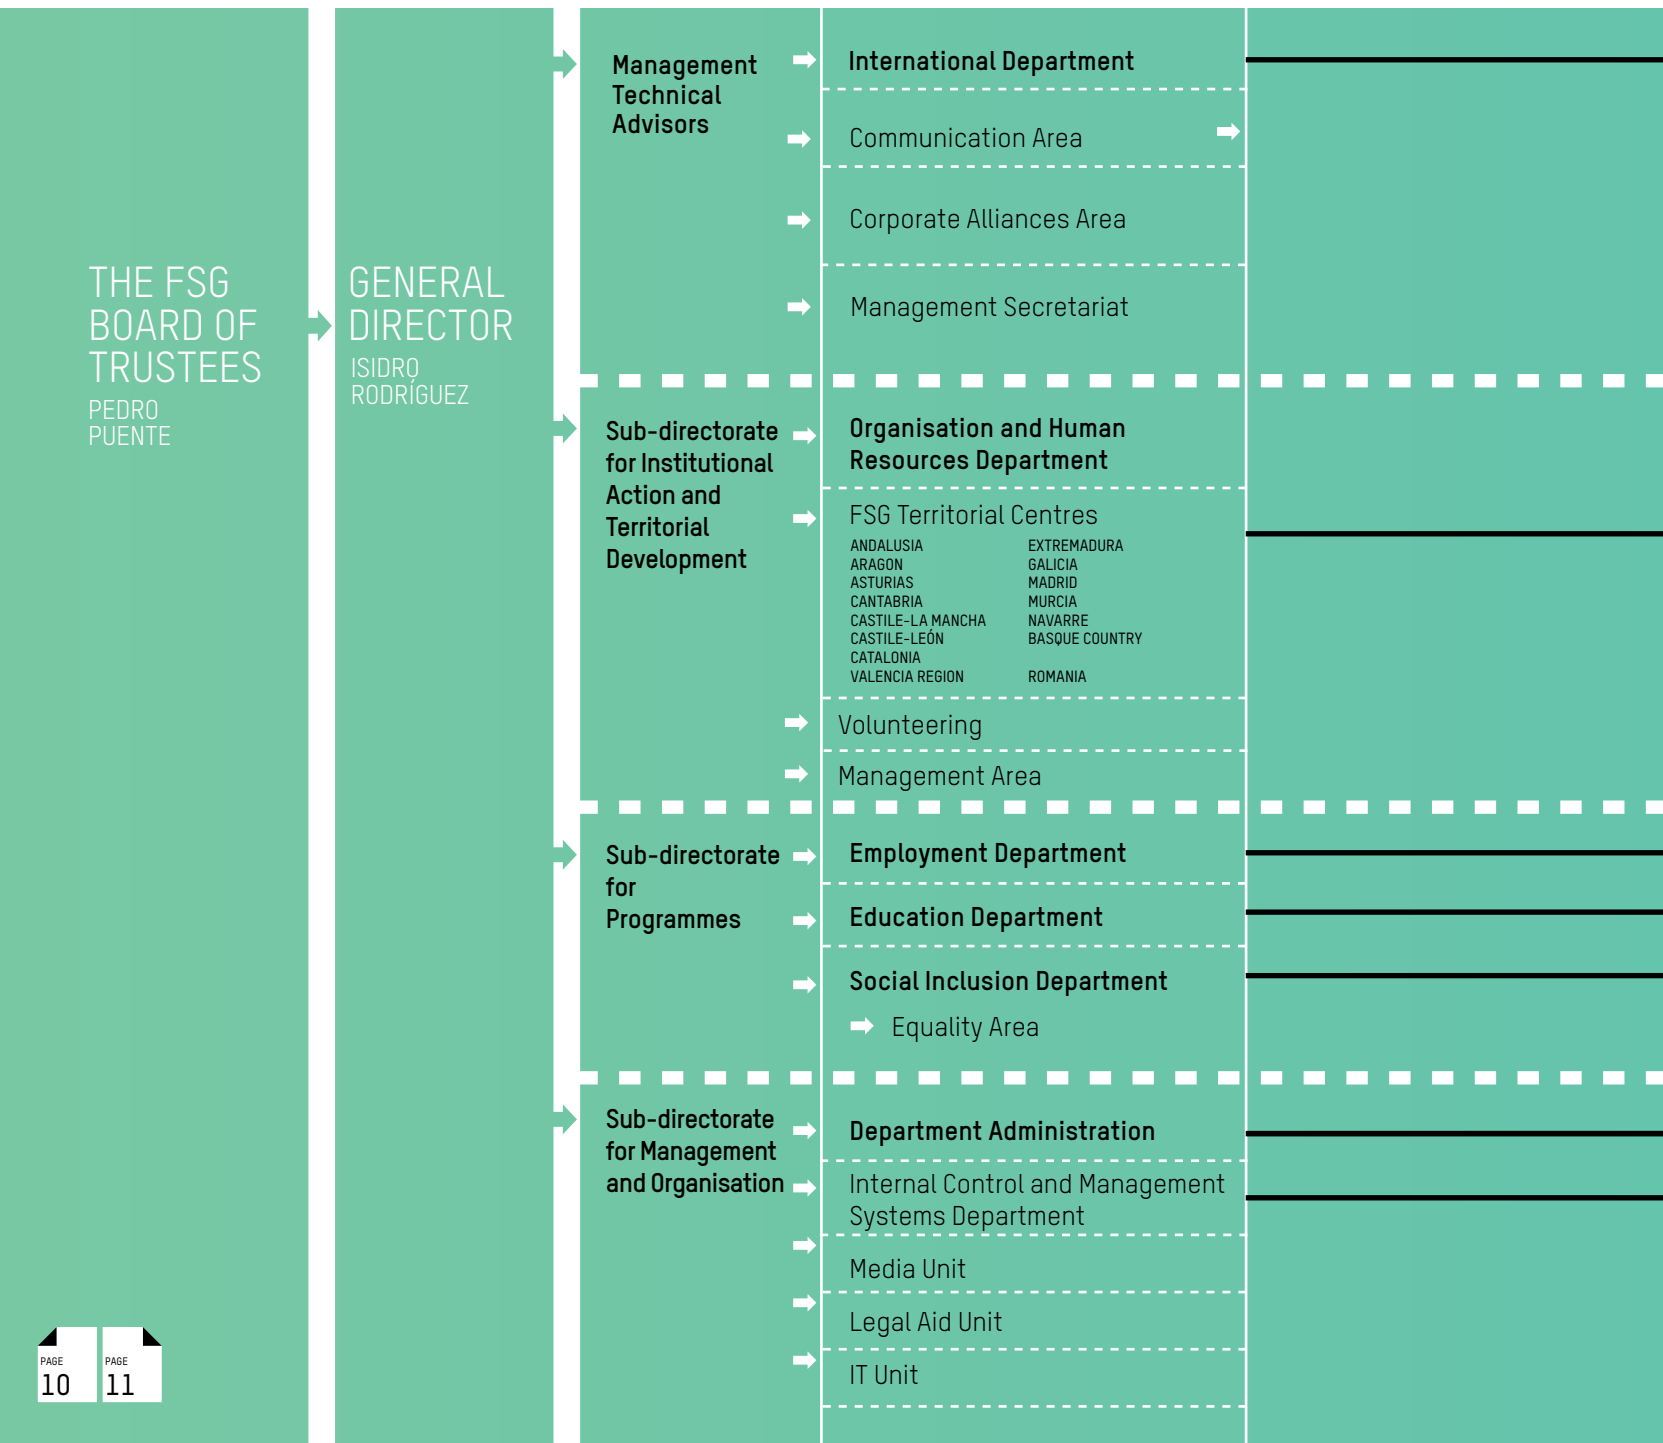 THE FSG
BOARD OF
TRUSTEES
PEDRO
PUENTE
GENERAL
DIRECTOR
ISIDRO
RODRÍGUEZ
Management
Technical
Advisors
International Department
Communication Area
Corporate Alliances Area
Management Secretariat
Sub-directorate
for Institutional
Action and
Territorial
Development
Organisation and Human
Resources Department
FSG Territorial Centres
ANDALUSIA
ARAGON
ASTURIAS
CANTABRIA
CASTILE-LA MANCHA
CASTILE-LEÓN
CATALONIA
VALENCIA REGION
EXTREMADURA
GALICIA
MADRID
MURCIA
NAVARRE
BASQUE COUNTRY
ROMANIA
Volunteering
Management Area
Sub-directorate
for
Programmes
Employment Department
Education Department
Social Inclusion Department
Equality Area
Sub-directorate
for Management
and Organisation
Department Administration
Internal Control and Management
Systems Department
Media Unit
Legal Aid Unit
IT Unit
PAGE
10
PAGE
11